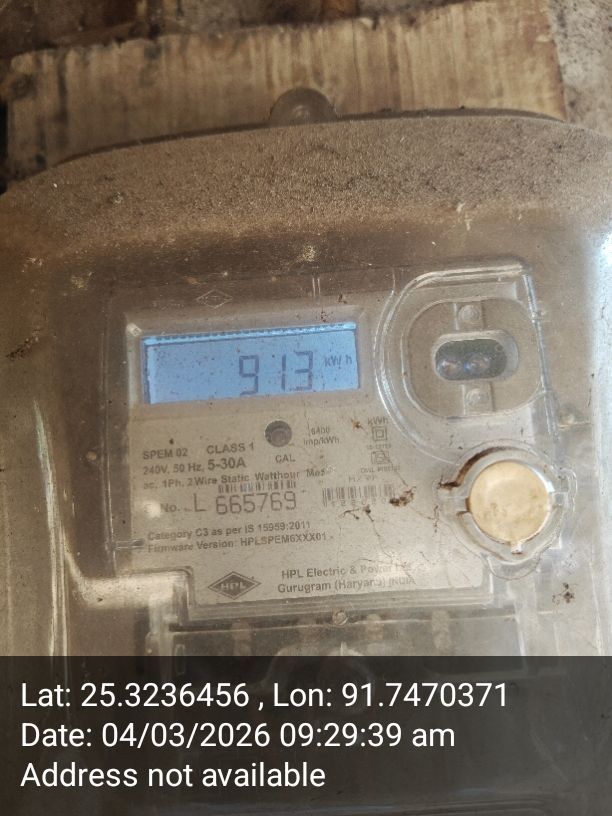 913 kWh
6400
imp/kWh
kWh
SPEM 02 CLASS 1
CAL
240V, 50 Hz, 5-30A
ac, 1Ph, 2Wire Static Watthour
No. L 665769
Category C3 as per IS 15959:2011
Firmware Version: HPLSPEM6XXX01
HPL
HPL Electric & Power
Gurugram (Haryana) INDIA
Lat: 25.3236456 , Lon: 91.7470371
Date: 04/03/2026 09:29:39 am
Address not available